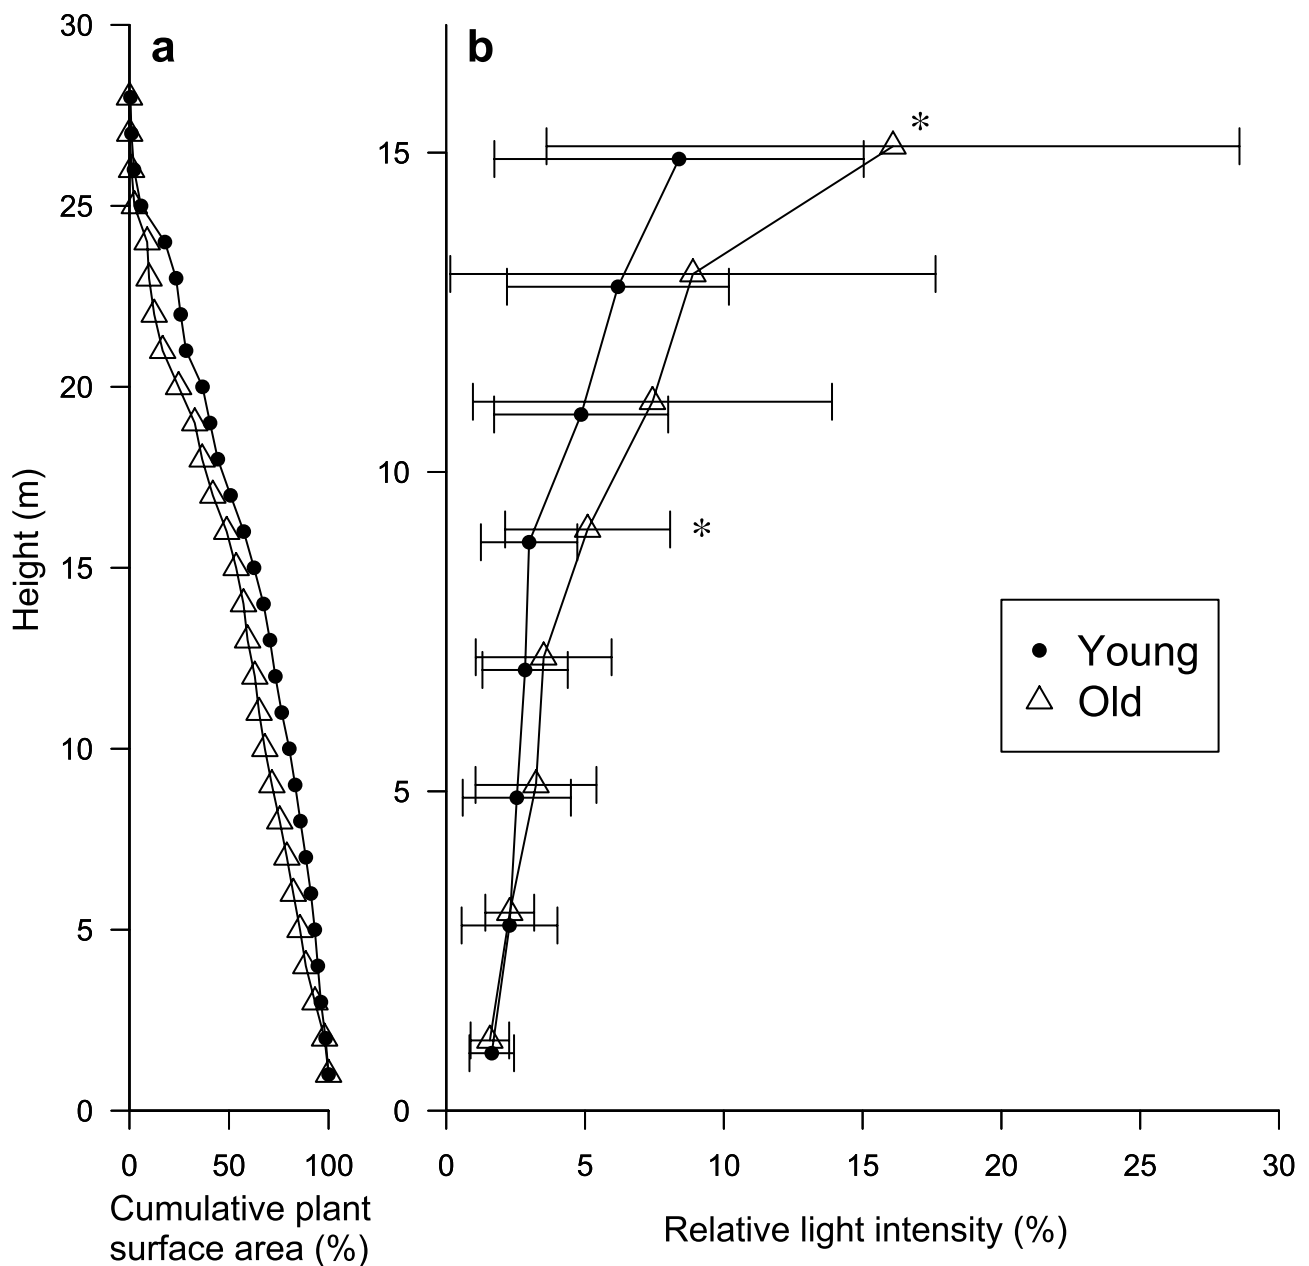 a
b
30
25
20
15
10
5
0
Height (m)
0 50 100
Cumulative plant
surface area (%)
15
10
5
0
*
*
Young
Old
0 5 10 15 20 25 30
Relative light intensity (%)